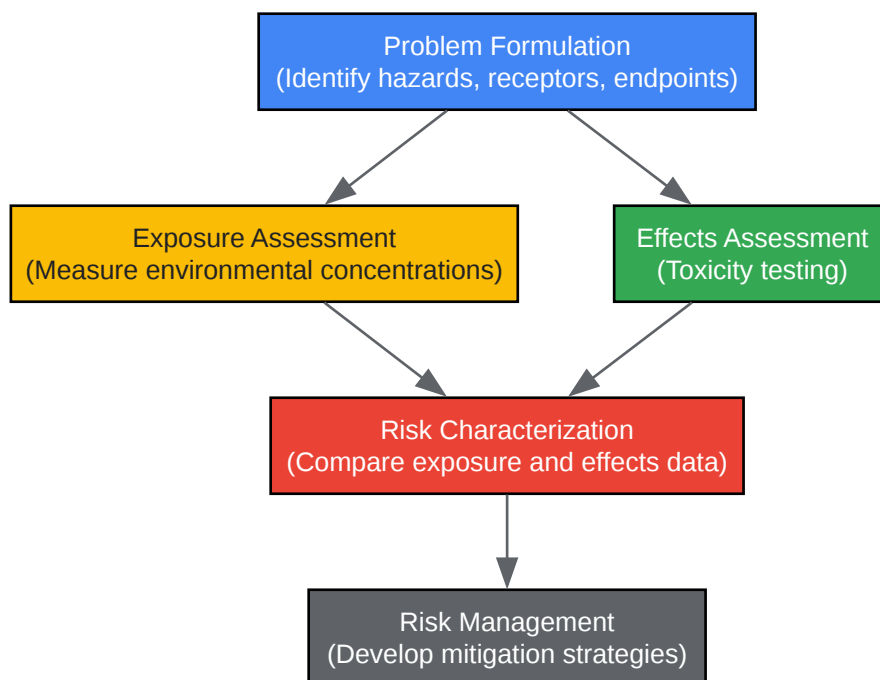 Problem Formulation
(Identify hazards, receptors, endpoints)
Exposure Assessment
(Measure environmental concentrations)
Effects Assessment
(Toxicity testing)
Risk Characterization
(Compare exposure and effects data)
Risk Management
(Develop mitigation strategies)